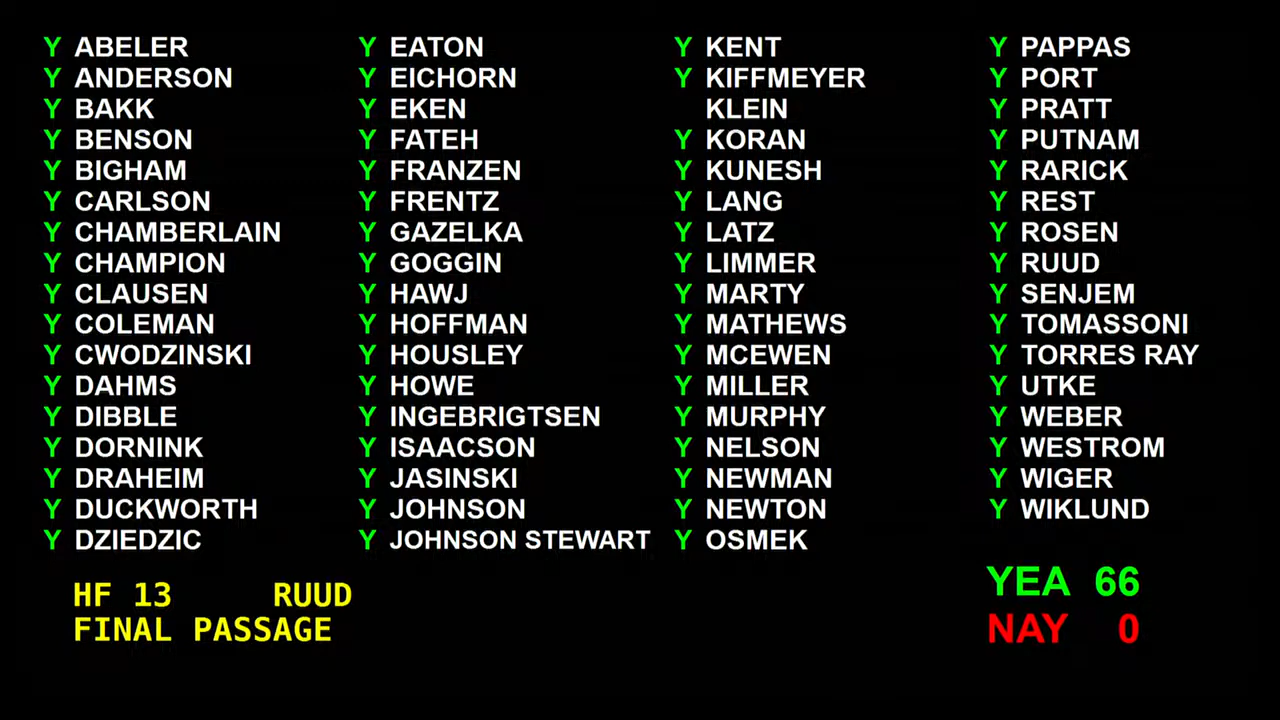 Y ABELER
Y ANDERSON
Y BAKK
Y BENSON
Y BIGHAM
Y CARLSON
Y CHAMBERLAIN
Y CHAMPION
Y CLAUSEN
Y COLEMAN
Y CWODZINSKI
Y DAHMS
Y DIBBLE
Y DORNINK
Y DRAHEIM
Y DUCKWORTH
Y DZIEDZIC
Y EATON
Y EICHORN
Y EKEN
Y FATEH
Y FRANZEN
Y FRENTZ
Y GAZELKA
Y GOGGIN
Y HAWJ
Y HOFFMAN
Y HOUSLEY
Y HOWE
Y INGEBRIGTSEN
Y ISAACSON
Y JASINSKI
Y JOHNSON
Y JOHNSON STEWART
Y KENT
Y KIFFMEYER
KLEIN
Y KORAN
Y KUNESH
Y LANG
Y LATZ
Y LIMMER
Y MARTY
Y MATHEWS
Y MCEWEN
Y MILLER
Y MURPHY
Y NELSON
Y NEWMAN
Y NEWTON
Y OSMEK
Y PAPPAS
Y PORT
Y PRATT
Y PUTNAM
Y RARICK
Y REST
Y ROSEN
Y RUUD
Y SENJEM
Y TOMASSONI
Y TORRES RAY
Y UTKE
Y WEBER
Y WESTROM
Y WIGER
Y WIKLUND
HF 13 RUUD
FINAL PASSAGE
YEA 66
NAY 0